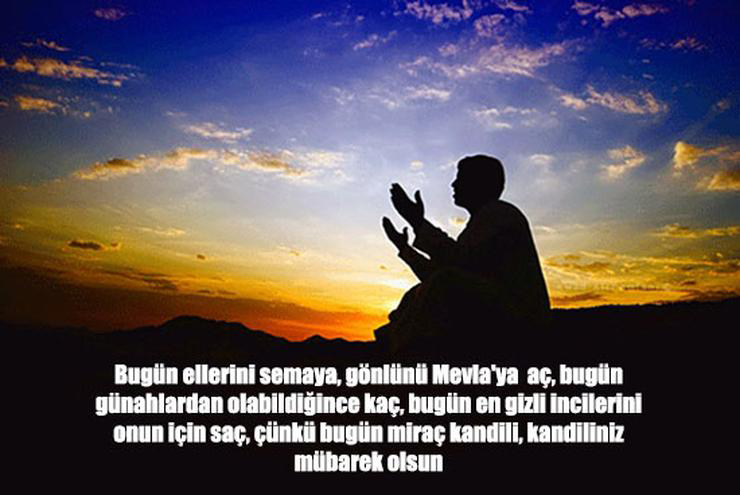 Bugün ellerini semaya, gönlünü Mevla'ya aç, bugün
günahlardan olabildiğince kaç, bugün en gizli incilerini
onun için saç, çünkü bugün miraç kandili, kandiliniz
mübarek olsun